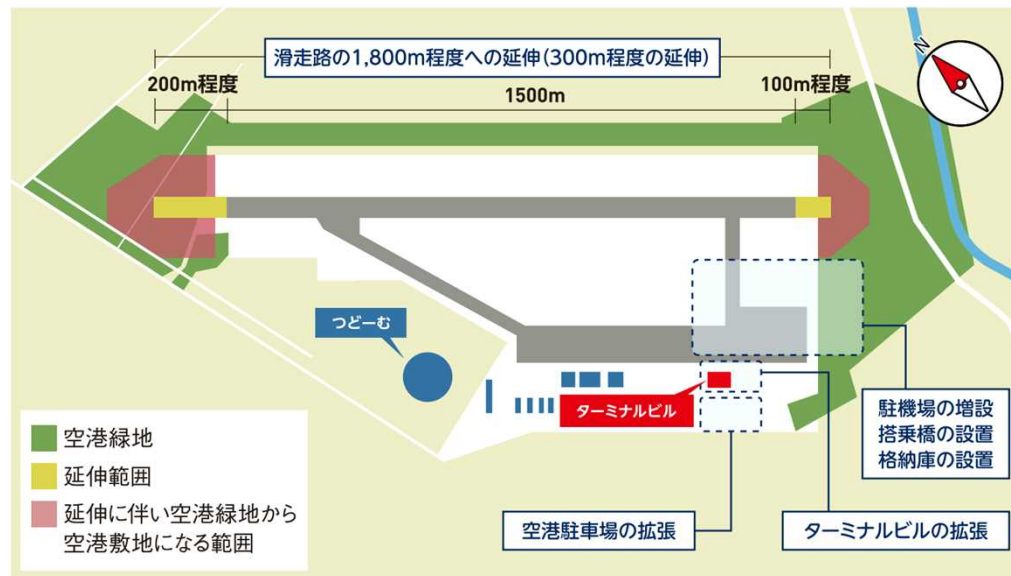 滑走路の1,800m程度への延伸(300m程度の延伸)
200m程度
1500m
100m程度
N
つどーむ
ターミナルビル
駐機場の増設
搭乗橋の設置
格納庫の設置
空港緑地
延伸範囲
延伸に伴い空港緑地から
空港敷地になる範囲
空港駐車場の拡張
ターミナルビルの拡張